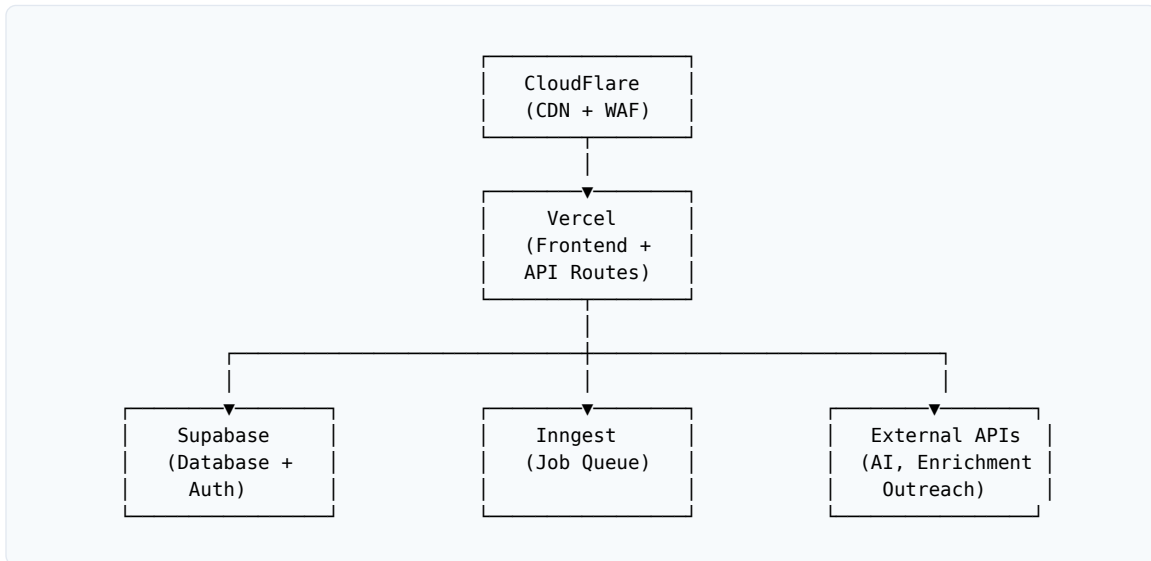 CloudFlare
(CDN + WAF)
Vercel
(Frontend +
API Routes)
Supabase
(Database +
Auth)
Inngest
(Job Queue)
External APIs
(AI, Enrichment
Outreach)